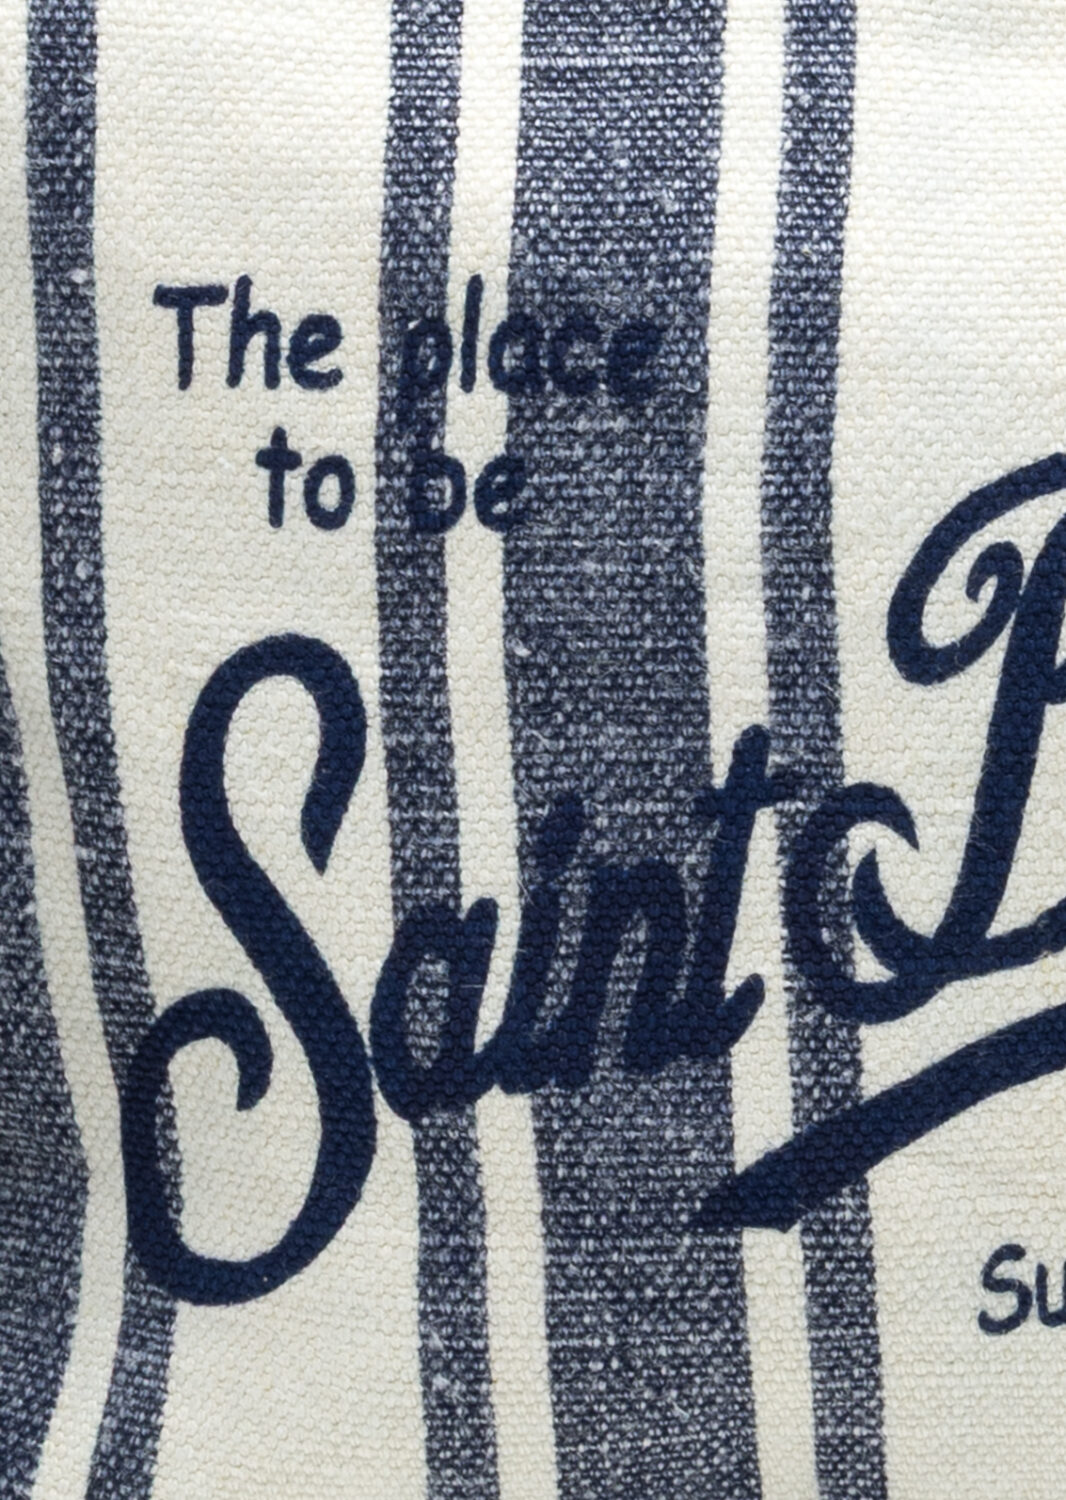 The place
to be
Saint